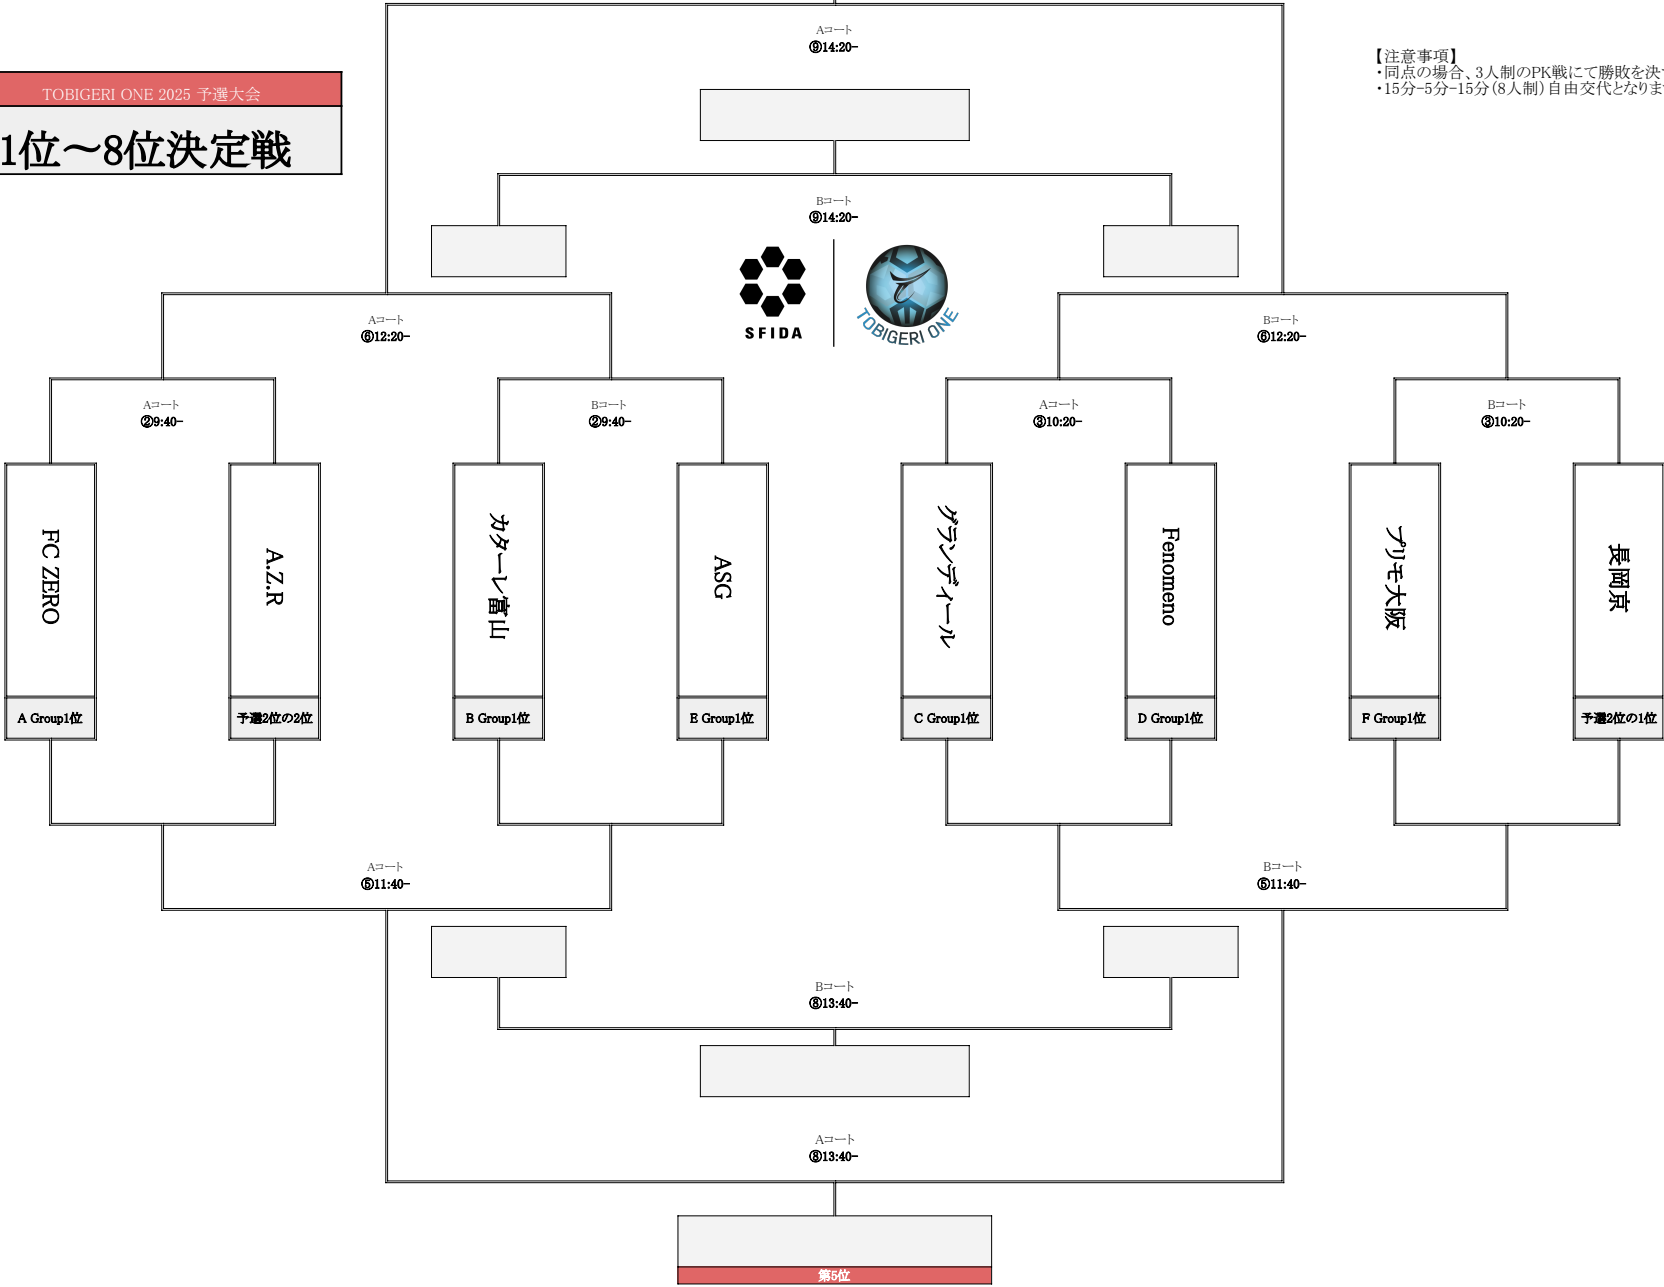 Aコート
⑨14:20-
【注意事項】
・同点の場合、3人制のPK戦にて勝敗を決
・15分-5分-15分（8人制）自由交代となりま
TOBIGERI ONE 2025 予選大会
1位～8位決定戦
Bコート
⑨14:20-
SFIDA
TOBIGERI ONE
Aコート
⑥12:20-
Bコート
⑥12:20-
Aコート
②9:40-
Bコート
②9:40-
Aコート
③10:20-
Bコート
③10:20-
FC ZERO
A.Z.R
カターレ富山
ASG
グランディール
Fenomeno
プリモ大阪
長岡京
A Group1位
予選2位の2位
B Group1位
E Group1位
C Group1位
D Group1位
F Group1位
予選2位の1位
Aコート
⑤11:40-
Bコート
⑤11:40-
Bコート
⑧13:40-
Aコート
⑧13:40-
第5位